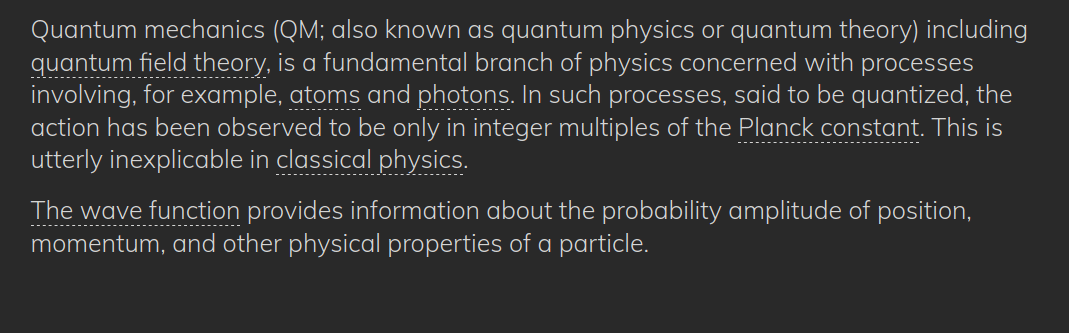 Quantum mechanics (QM; also known as quantum physics or quantum theory) including
quantum field theory, is a fundamental branch of physics concerned with processes
involving, for example, atoms and photons. In such processes, said to be quantized, the
action has been observed to be only in integer multiples of the Planck constant. This is
utterly inexplicable in classical physics.
The wave function provides information about the probability amplitude of position,
momentum, and other physical properties of a particle.